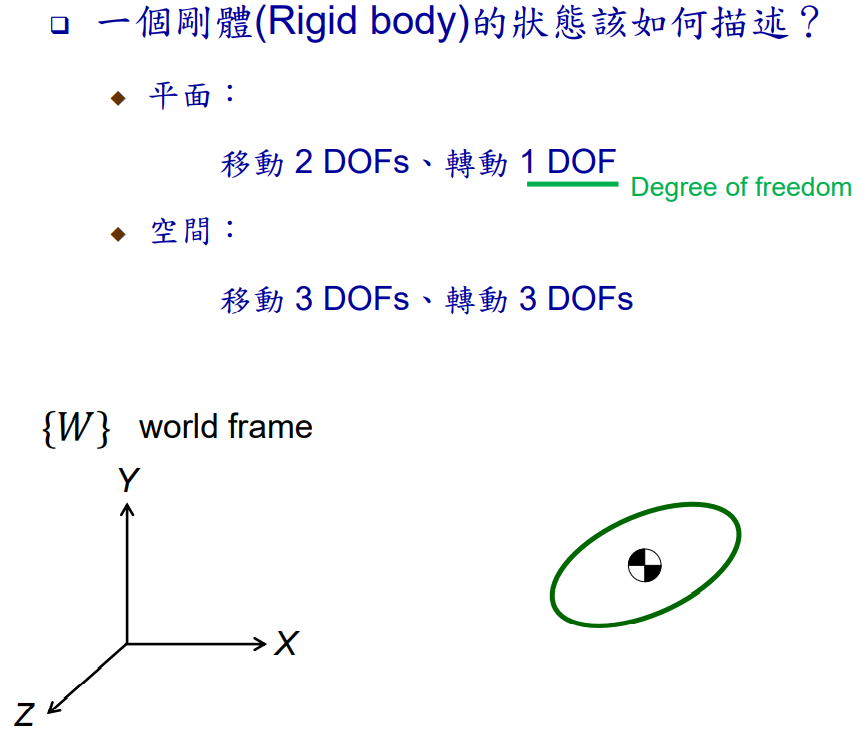 一個剛體(Rigid body)的狀態該如何描述？
平面：
移動 2 DOFs、轉動 1 DOF
Degree of freedom
空間：
移動 3 DOFs、轉動 3 DOFs
{W} world frame
Y
X
Z